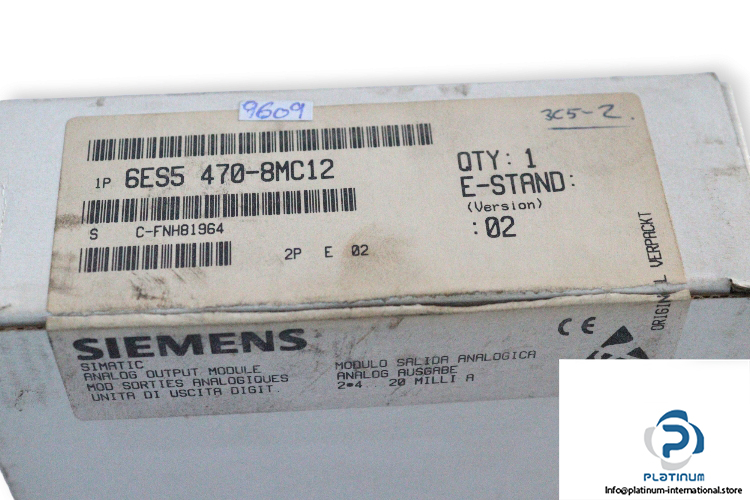 9609
3C5-2.
1P 6ES5 470-8MC12
QTY: 1
E-STAND:
(Version)
:02
S C-FNH81964
2P E 02
ORIGINAL VERPACKT
SIEMENS
SIMATIC
ANALOG OUTPUT MODULE
MOD SORTIES ANALOGIQUES
UNITA DI USCITA DIGIT.
MODULO SALIDA ANALOGICA
ANALOG AUSGABE
2*4... 20 MILLI A
CE
PLATINUM
Info@platinum-international.store